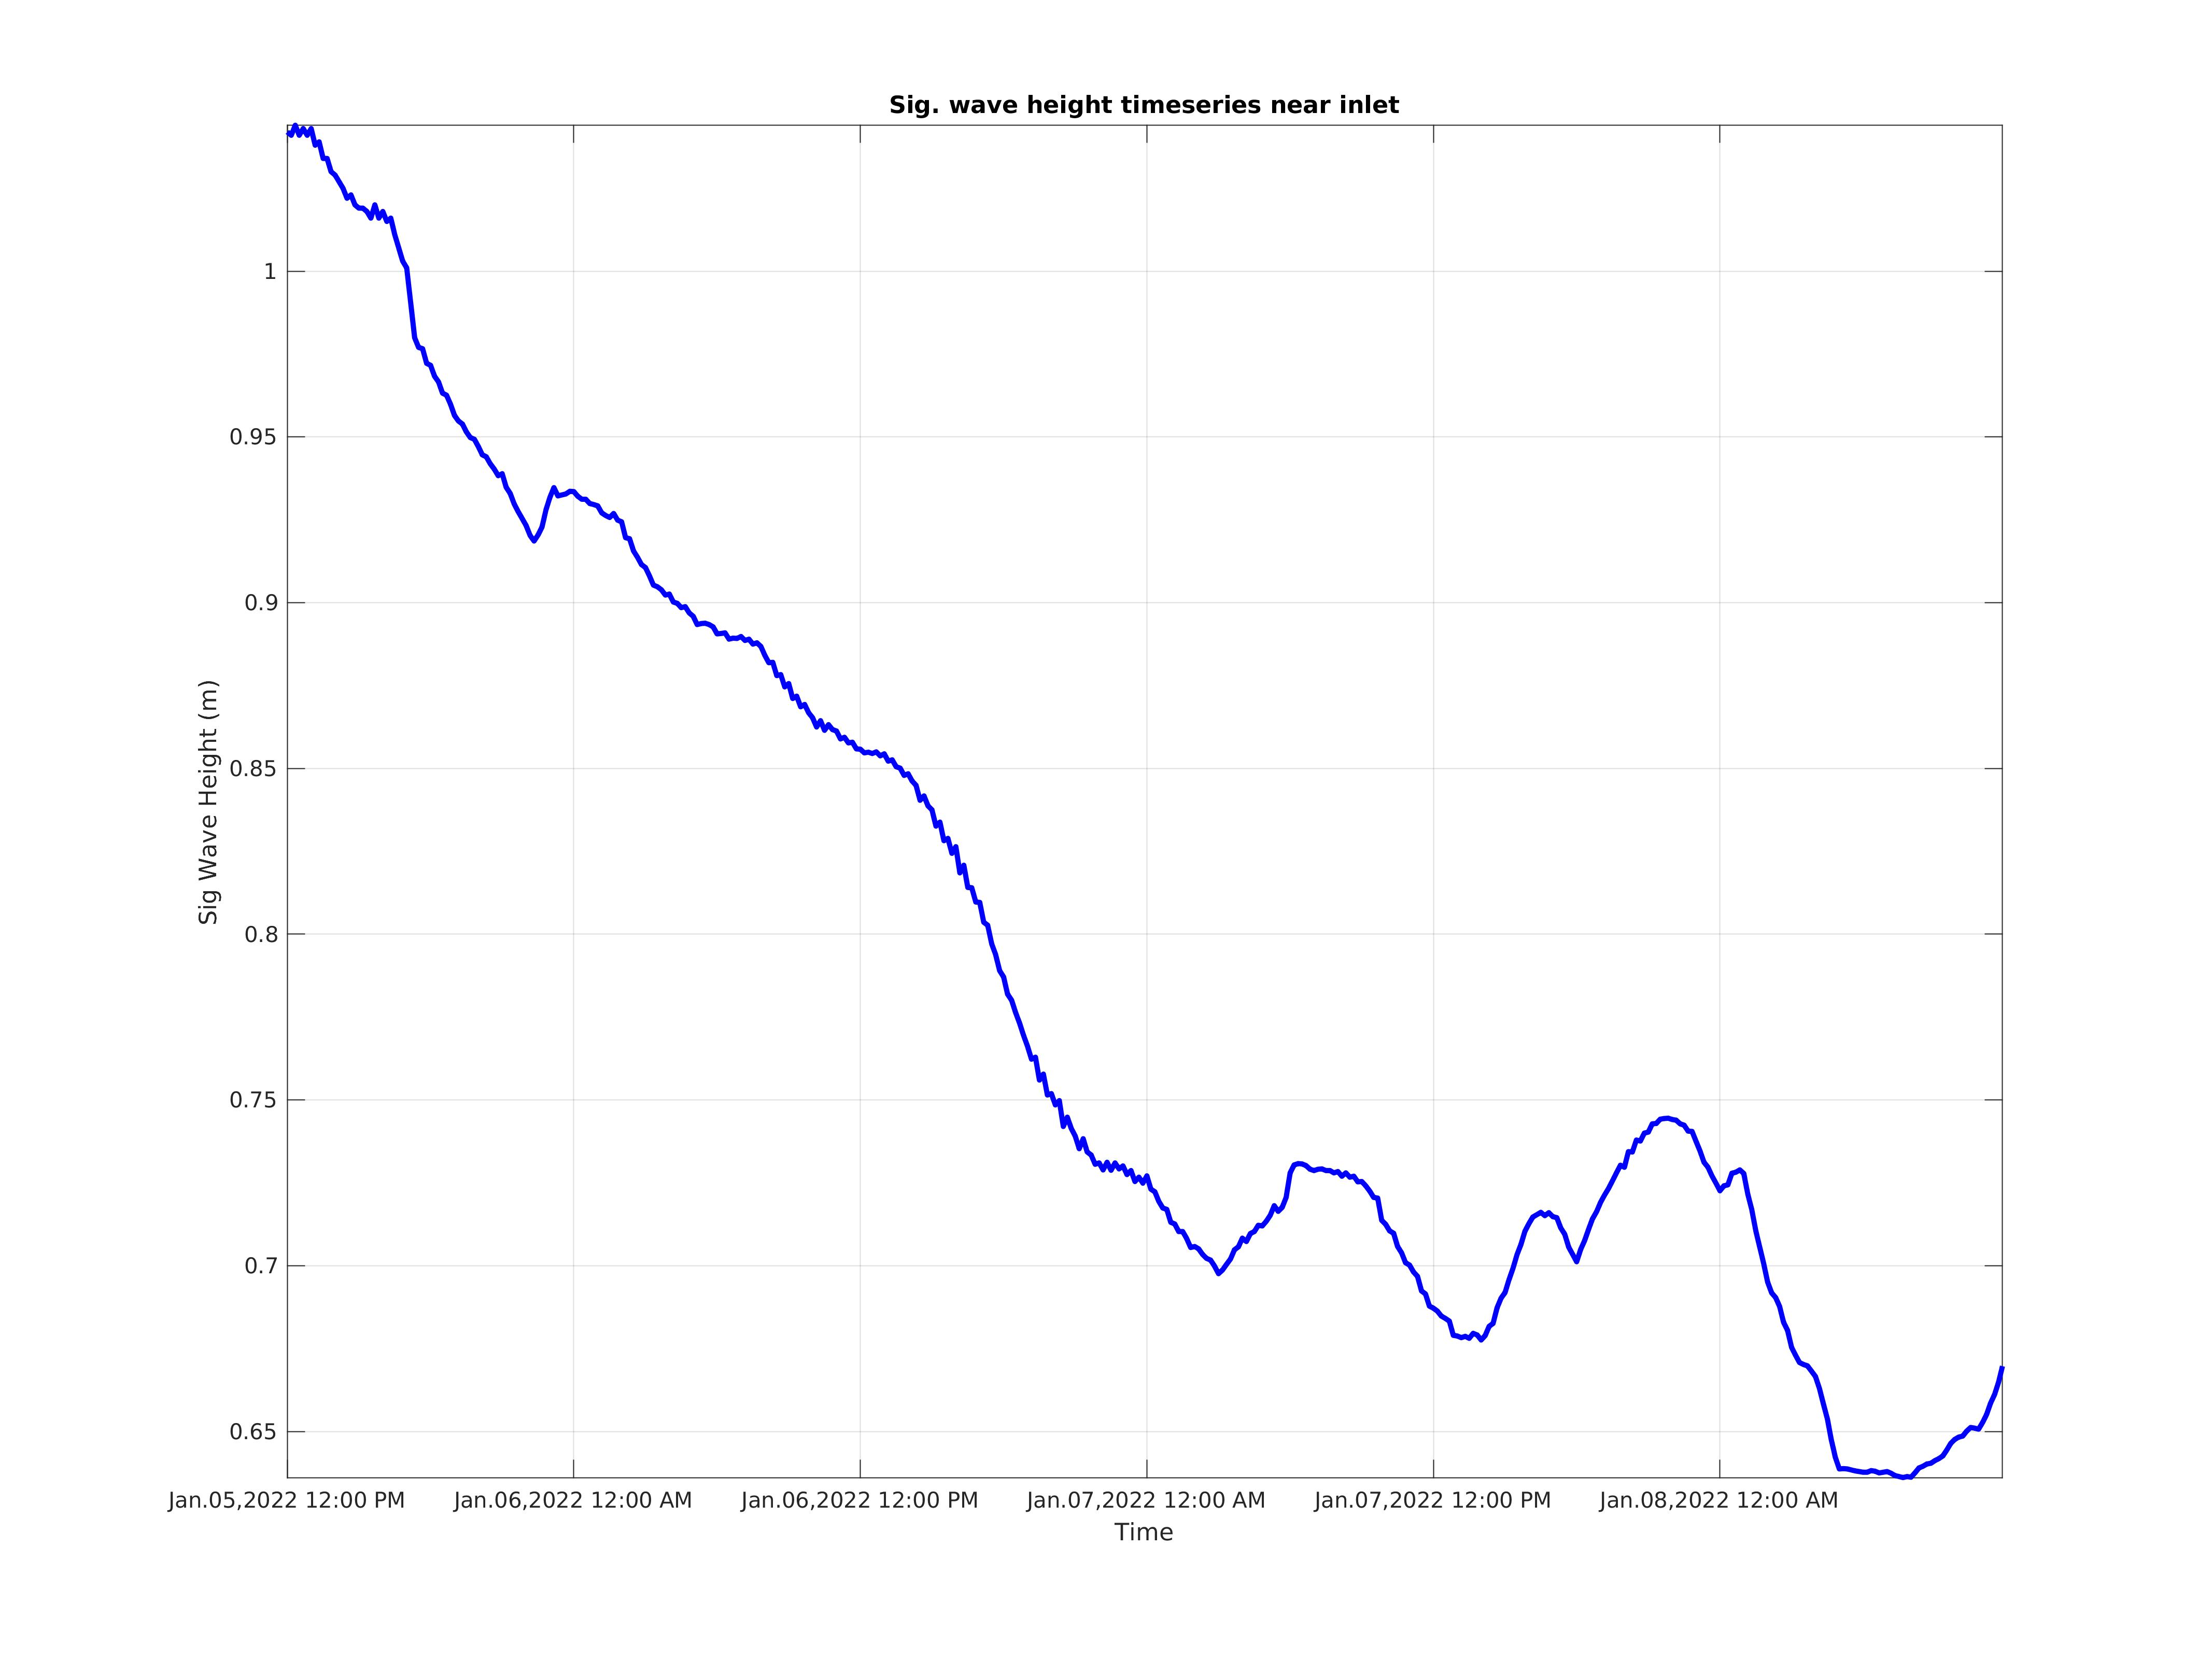 Sig. wave height timeseries near inlet
1
0.95
0.9
0.85
0.8
0.75
0.7
0.65
Sig Wave Height (m)
Jan.05,2022 12:00 PM
Jan.06,2022 12:00 AM
Jan.06,2022 12:00 PM
Jan.07,2022 12:00 AM
Jan.07,2022 12:00 PM
Jan.08,2022 12:00 AM
Time